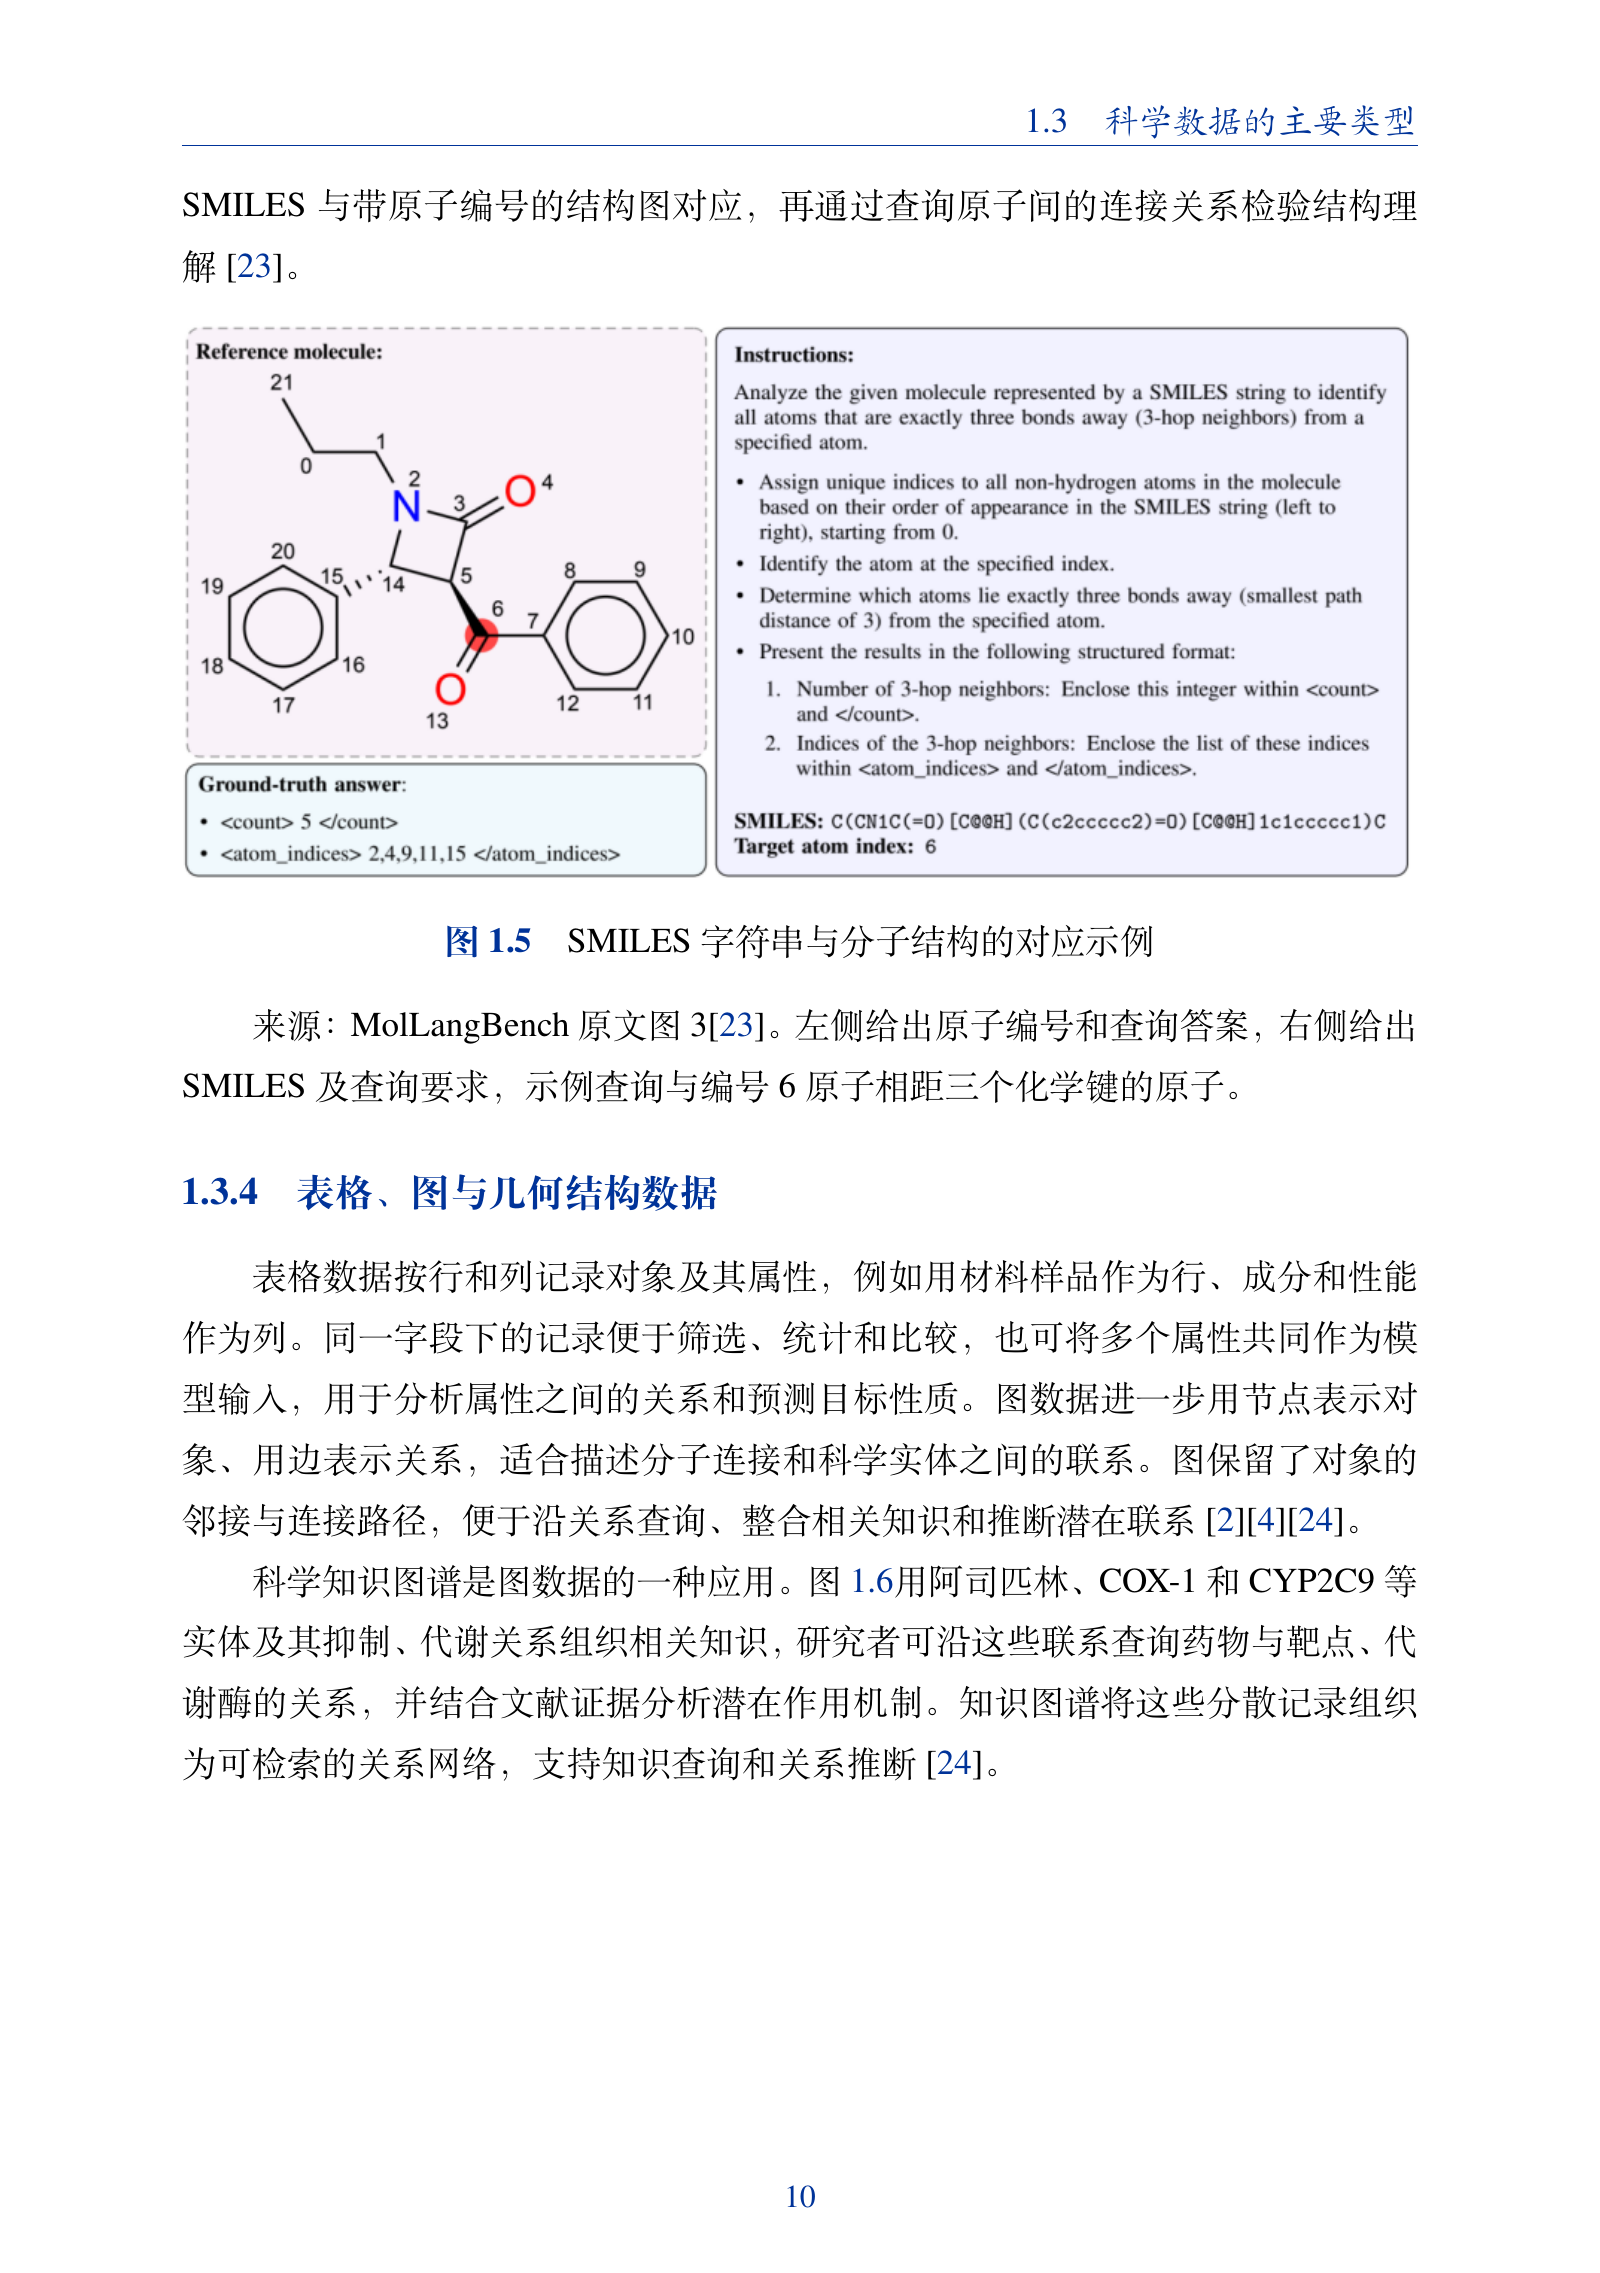 1.3 科学数据的主要类型
SMILES 与带原子编号的结构图对应，再通过查询原子间的连接关系检验结构理
解 [23]。
Reference molecule:
21
1
0
2
N
3
O 4
20
19
15
14
5
8
9
6
7
10
18
16
O
17
13
12
11
Ground-truth answer:
• <count> 5 </count>
• <atom_indices> 2,4,9,11,15 </atom_indices>
Instructions:
Analyze the given molecule represented by a SMILES string to identify
all atoms that are exactly three bonds away (3-hop neighbors) from a
specified atom.
• Assign unique indices to all non-hydrogen atoms in the molecule
based on their order of appearance in the SMILES string (left to
right), starting from 0.
• Identify the atom at the specified index.
• Determine which atoms lie exactly three bonds away (smallest path
distance of 3) from the specified atom.
• Present the results in the following structured format:
1. Number of 3-hop neighbors: Enclose this integer within <count>
and </count>.
2. Indices of the 3-hop neighbors: Enclose the list of these indices
within <atom_indices> and </atom_indices>.
SMILES: C(CN1C(=O)[C@@H](C(c2ccccc2)=O)[C@@H]1c1ccccc1)C
Target atom index: 6
图 1.5 SMILES 字符串与分子结构的对应示例
来源：MolLangBench 原文图 3[23]。左侧给出原子编号和查询答案，右侧给出
SMILES 及查询要求，示例查询与编号 6 原子相距三个化学键的原子。
1.3.4 表格、图与几何结构数据
表格数据按行和列记录对象及其属性，例如用材料样品作为行、成分和性能
作为列。同一字段下的记录便于筛选、统计和比较，也可将多个属性共同作为模
型输入，用于分析属性之间的关系和预测目标性质。图数据进一步用节点表示对
象、用边表示关系，适合描述分子连接和科学实体之间的联系。图保留了对象的
邻接与连接路径，便于沿关系查询、整合相关知识和推断潜在联系 [2][4][24]。
科学知识图谱是图数据的一种应用。图 1.6用阿司匹林、COX-1 和 CYP2C9 等
实体及其抑制、代谢关系组织相关知识，研究者可沿这些联系查询药物与靶点、代
谢酶的关系，并结合文献证据分析潜在作用机制。知识图谱将这些分散记录组织
为可检索的关系网络，支持知识查询和关系推断 [24]。
10